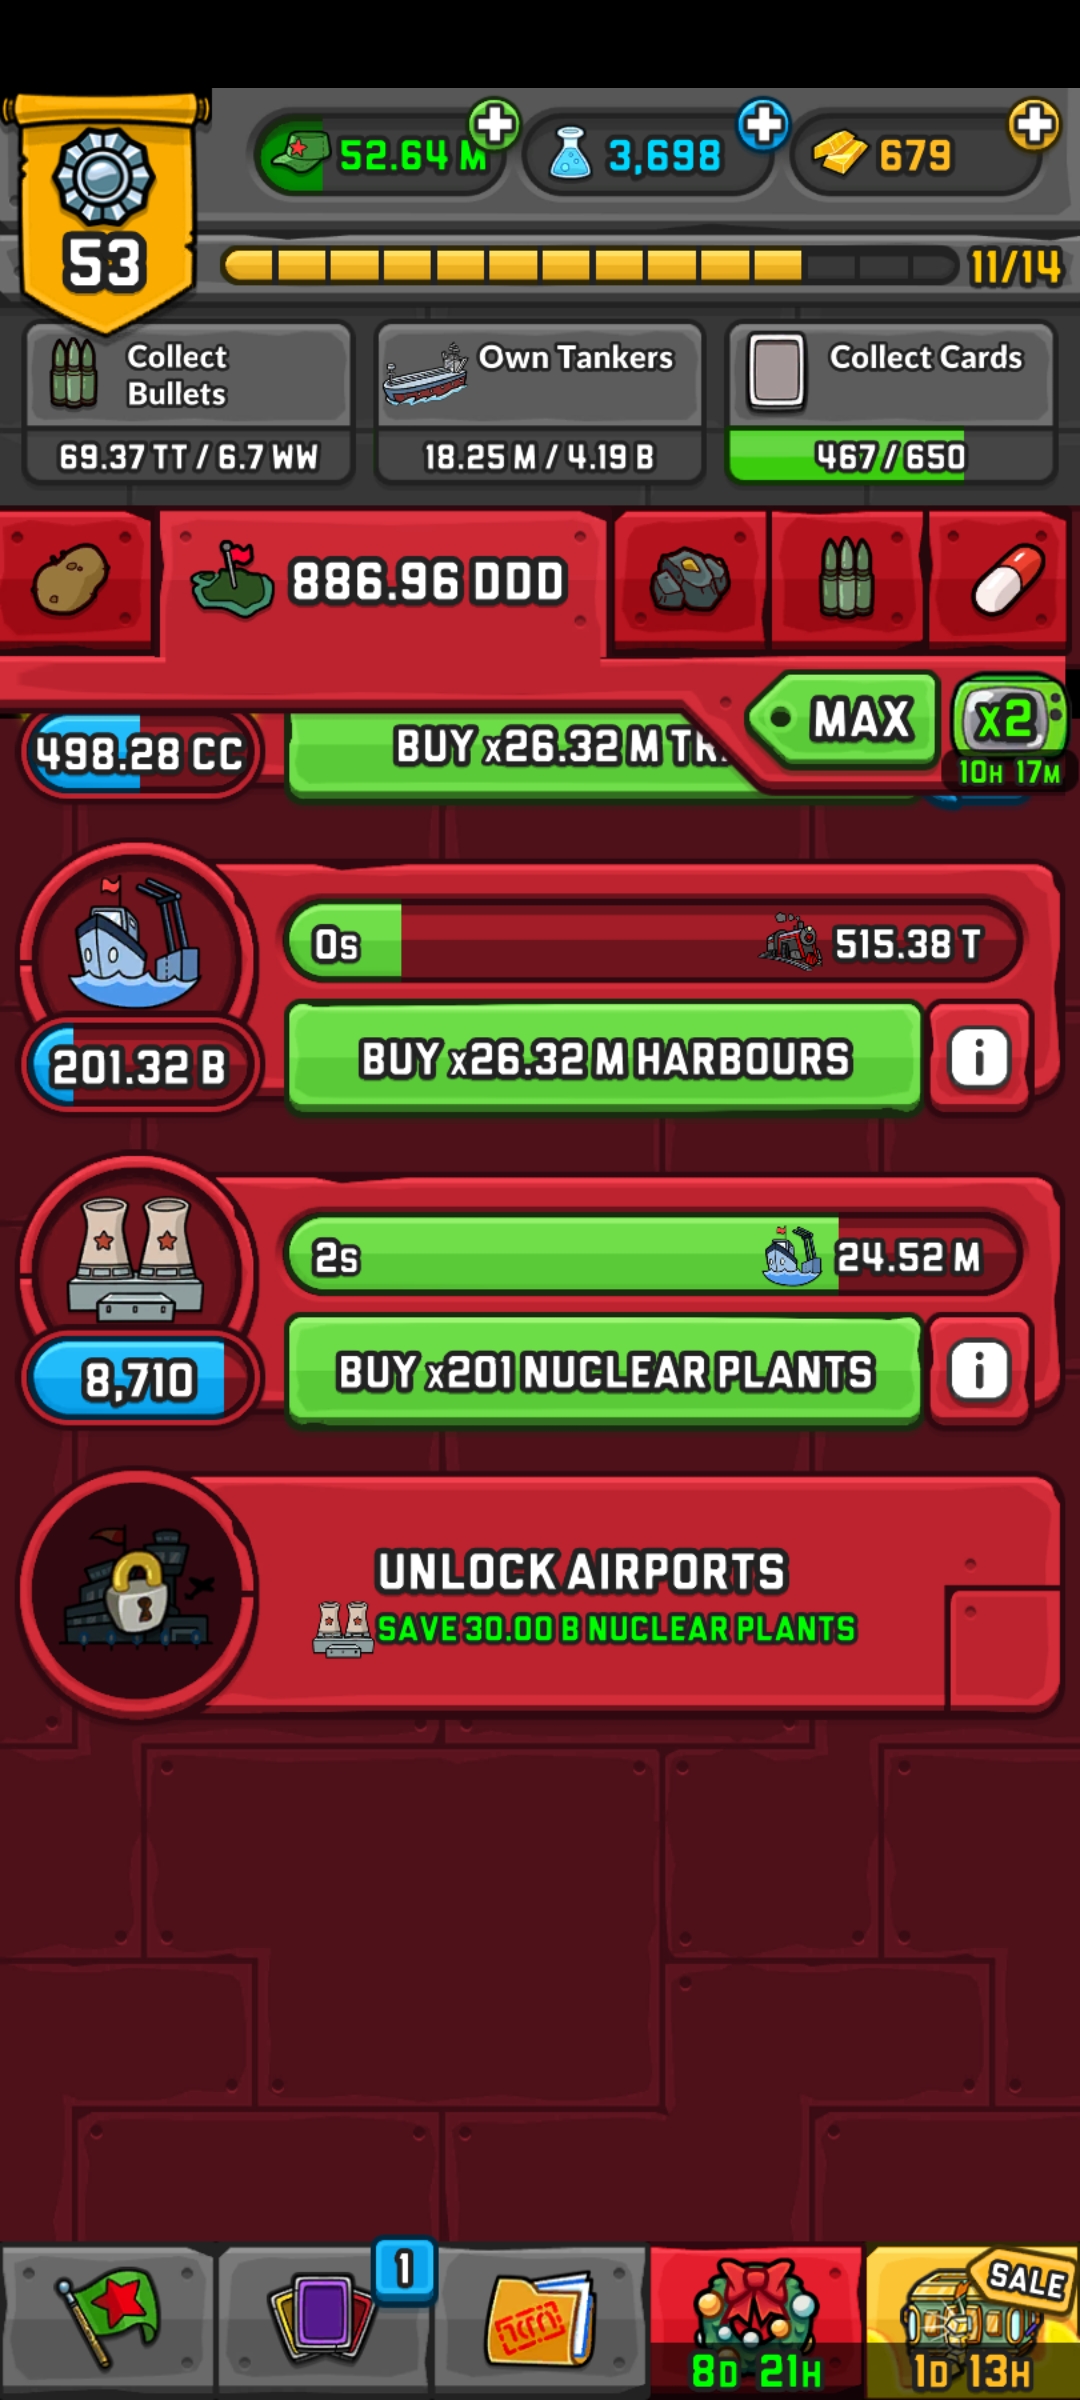 52.64 M
3,698
679
53
11/14
Collect
Bullets
69.37 TT / 6.7 WW
Own Tankers
18.25 M / 4.19 B
Collect Cards
467 / 650
886.96 DDD
MAX
x2
10H 17M
498.28 CC
BUY x26.32 M TR
0s
515.38 T
201.32 B
BUY x26.32 M HARBOURS
i
2s
24.52 M
8,710
BUY x201 NUCLEAR PLANTS
i
UNLOCK AIRPORTS
SAVE 30.00 B NUCLEAR PLANTS
1
8D 21H
SALE
1D 13H